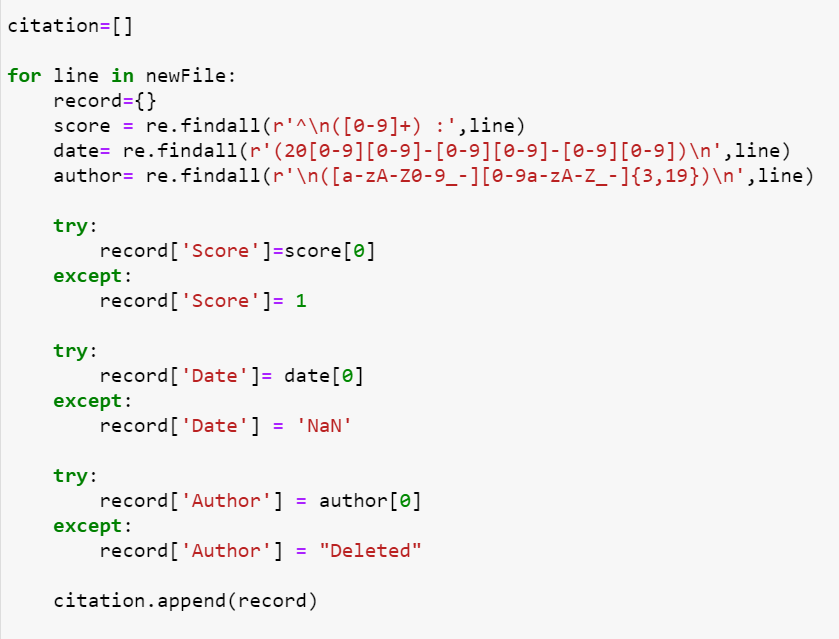 citation=[]
for line in newFile:
    record={}
    score = re.findall(r'^\n([0-9]+) :',line)
    date= re.findall(r'(20[0-9][0-9]-[0-9][0-9]-[0-9][0-9])\n',line)
    author= re.findall(r'\n([a-zA-Z0-9_-][0-9a-zA-Z_-]{3,19})\n',line)
    try:
        record['Score']=score[0]
    except:
        record['Score']= 1
    try:
        record['Date']= date[0]
    except:
        record['Date'] = 'NaN'
    try:
        record['Author'] = author[0]
    except:
        record['Author'] = "Deleted"
    citation.append(record)